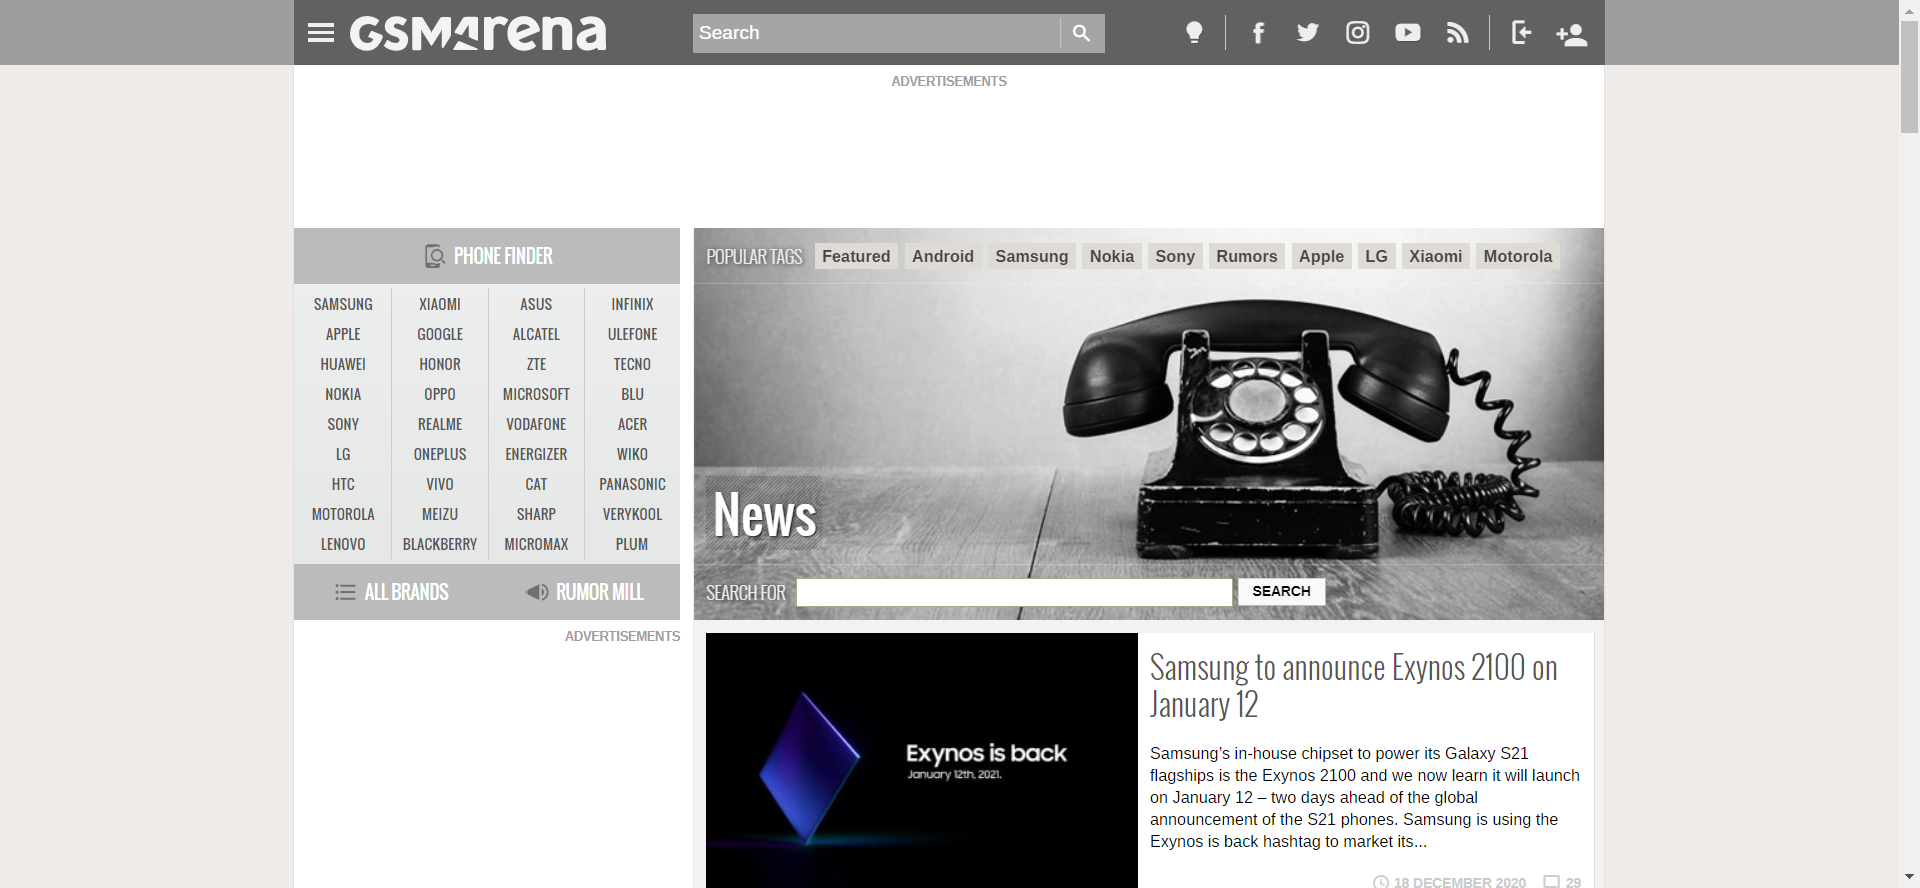 GSMArena
Search
ADVERTISEMENTS
PHONE FINDER
SAMSUNG XIAOMI ASUS INFINIX
APPLE GOOGLE ALCATEL ULEFONE
HUAWEI HONOR ZTE TECNO
NOKIA OPPO MICROSOFT BLU
SONY REALME VODAFONE ACER
LG ONEPLUS ENERGIZER WIKO
HTC VIVO CAT PANASONIC
MOTOROLA MEIZU SHARP VERYKOOL
LENOVO BLACKBERRY MICROMAX PLUM
ALL BRANDS RUMOR MILL
ADVERTISEMENTS
POPULAR TAGS Featured Android Samsung Nokia Sony Rumors Apple LG Xiaomi Motorola
News
SEARCH FOR SEARCH
Exynos is back
January 12th, 2021.
Samsung to announce Exynos 2100 on
January 12
Samsung’s in-house chipset to power its Galaxy S21
flagships is the Exynos 2100 and we now learn it will launch
on January 12 – two days ahead of the global
announcement of the S21 phones. Samsung is using the
Exynos is back hashtag to market its...
18 DECEMBER 2020 29